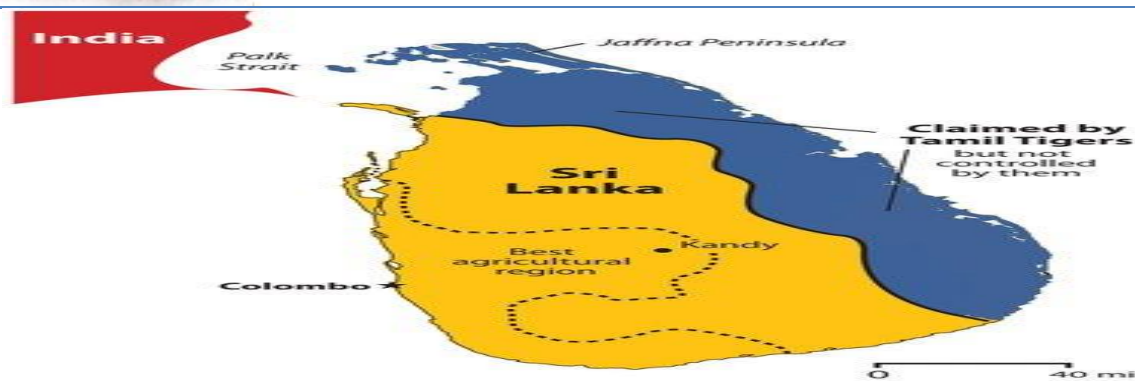 India
Palk
Strait
Jaffna Peninsula
Claimed by
Tamil Tigers
but not
controlled
by them
Sri
Lanka
Kandy
Best
agricultural
region
Colombo
0 40 mi